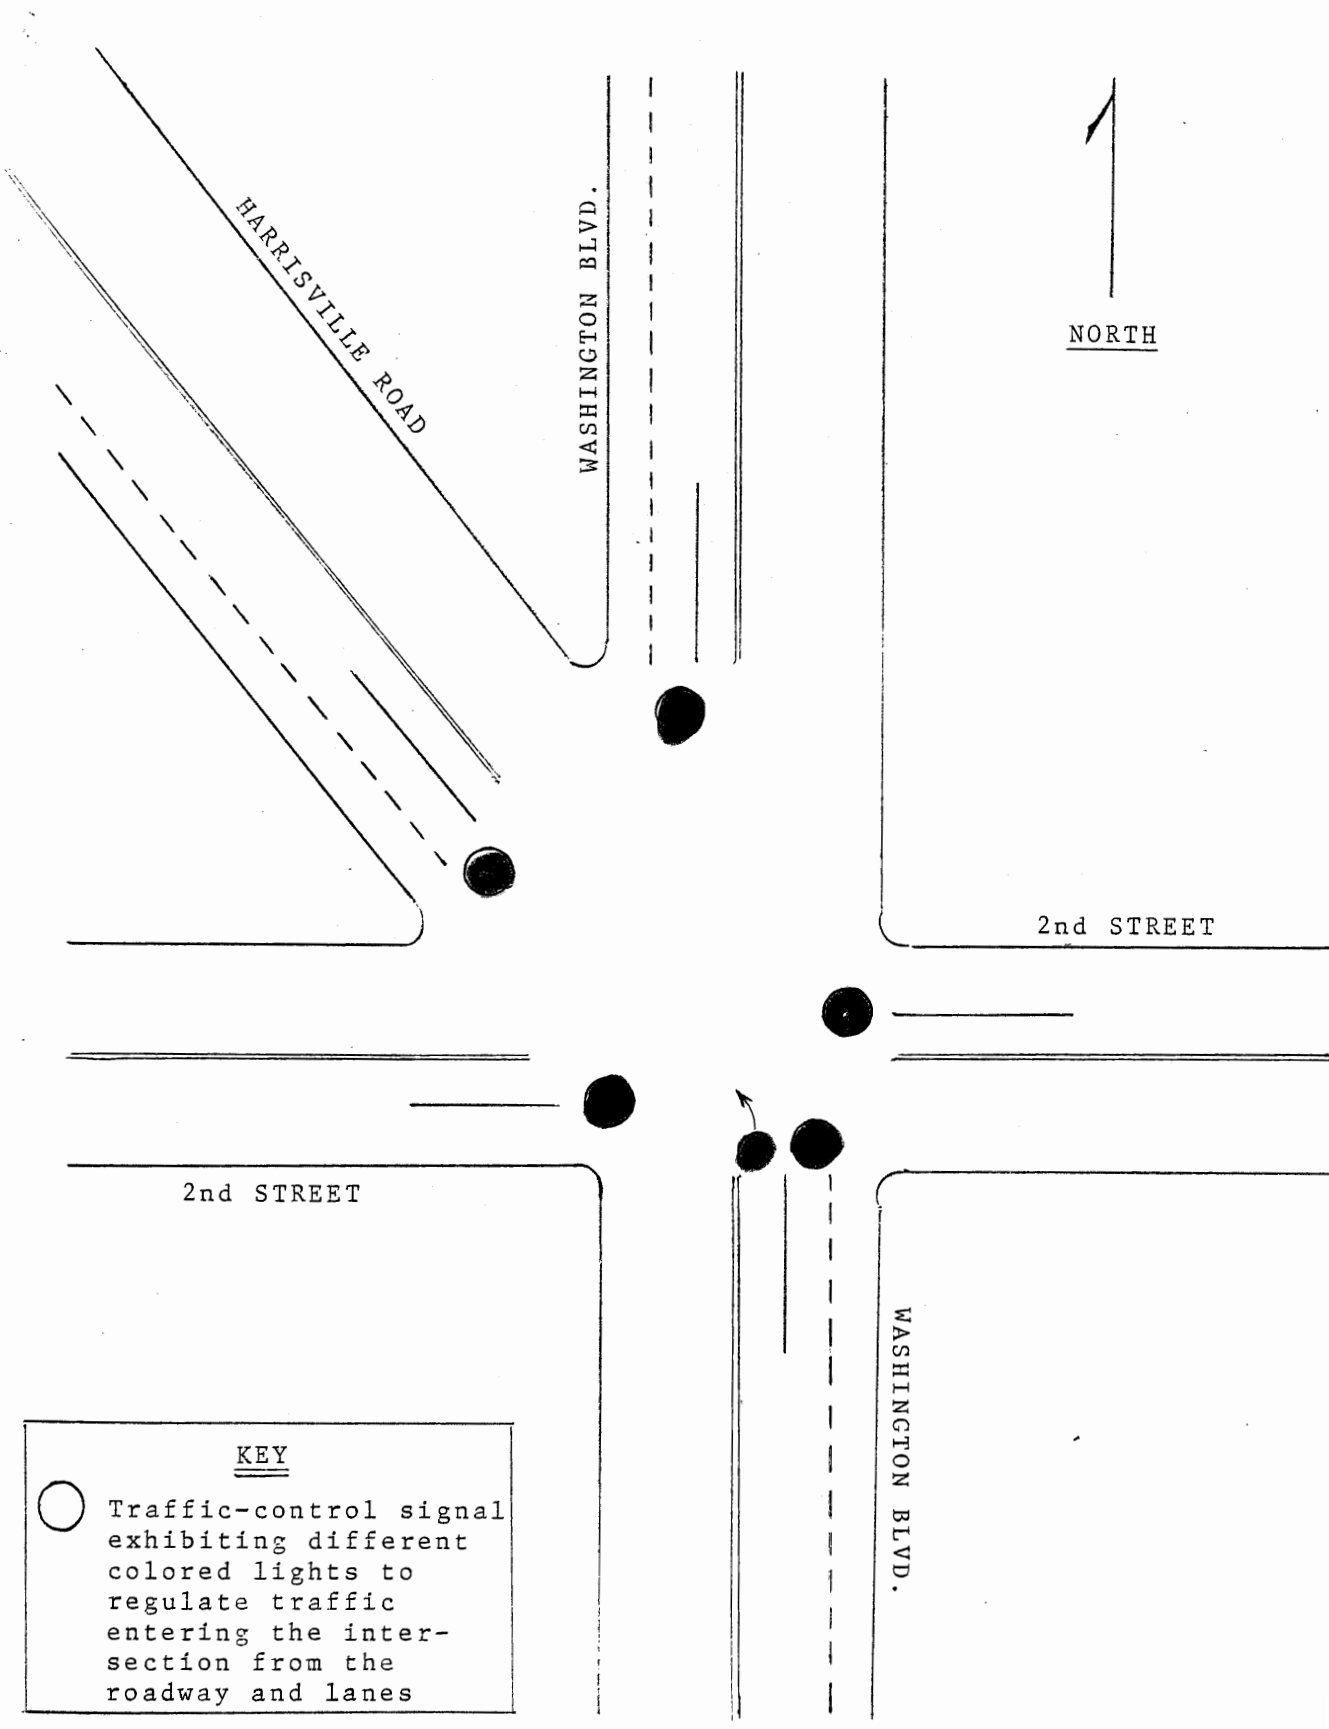 HARRISVILLE ROAD
WASHINGTON BLVD.
NORTH
2nd STREET
2nd STREET
WASHINGTON BLVD.
KEY
Traffic-control signal
exhibiting different
colored lights to
regulate traffic
entering the inter-
section from the
roadway and lanes